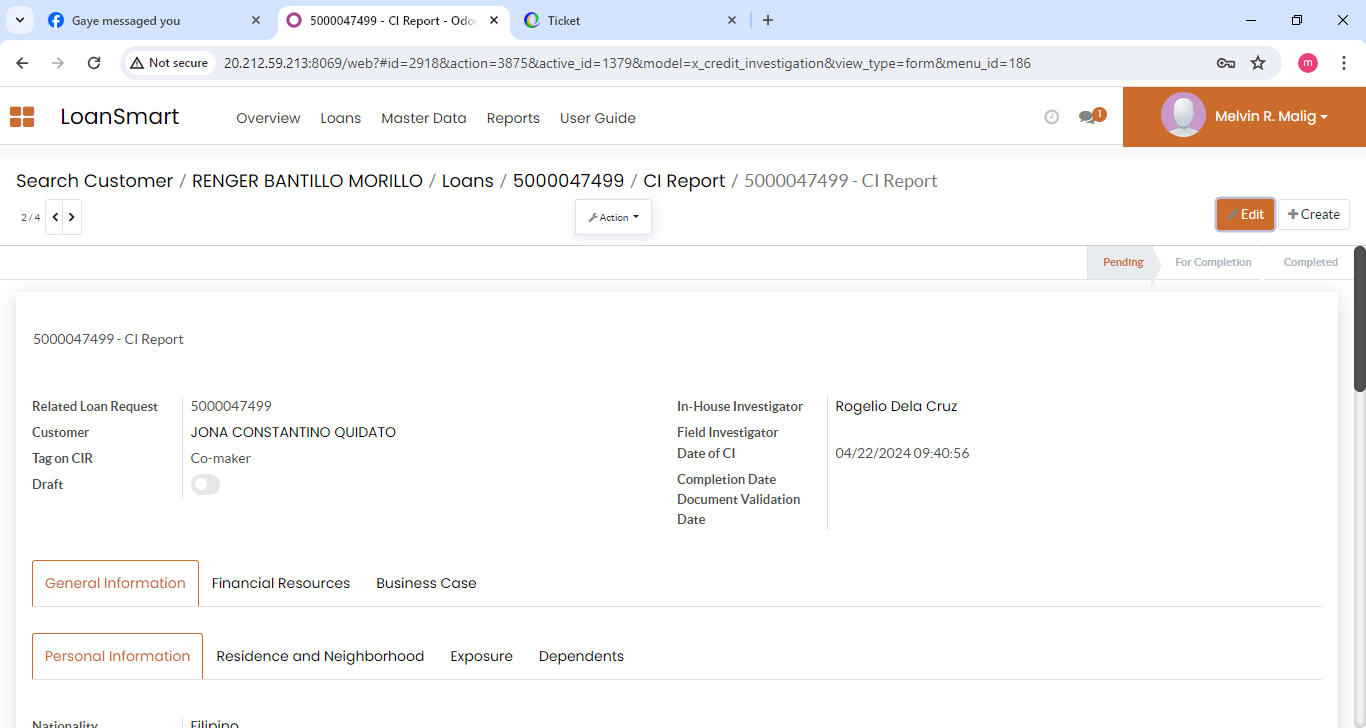 Gaye messaged you
5000047499 - CI Report - Odoo
Ticket
Not secure
20.212.59.213:8069/web?#id=2918&action=3875&active_id=1379&model=x_credit_investigation&view_type=form&menu_id=186
m
LoanSmart
Overview Loans Master Data Reports User Guide
1
Melvin R. Malig
Search Customer / RENGER BANTILLO MORILLO / Loans / 5000047499 / CI Report / 5000047499 - CI Report
2 / 4
Action
Edit
Create
Pending For Completion Completed
5000047499 - CI Report
Related Loan Request 5000047499
Customer JONA CONSTANTINO QUIDATO
Tag on CIR Co-maker
Draft
In-House Investigator Rogelio Dela Cruz
Field Investigator
Date of CI 04/22/2024 09:40:56
Completion Date
Document Validation
Date
General Information Financial Resources Business Case
Personal Information Residence and Neighborhood Exposure Dependents
Nationality Filipino